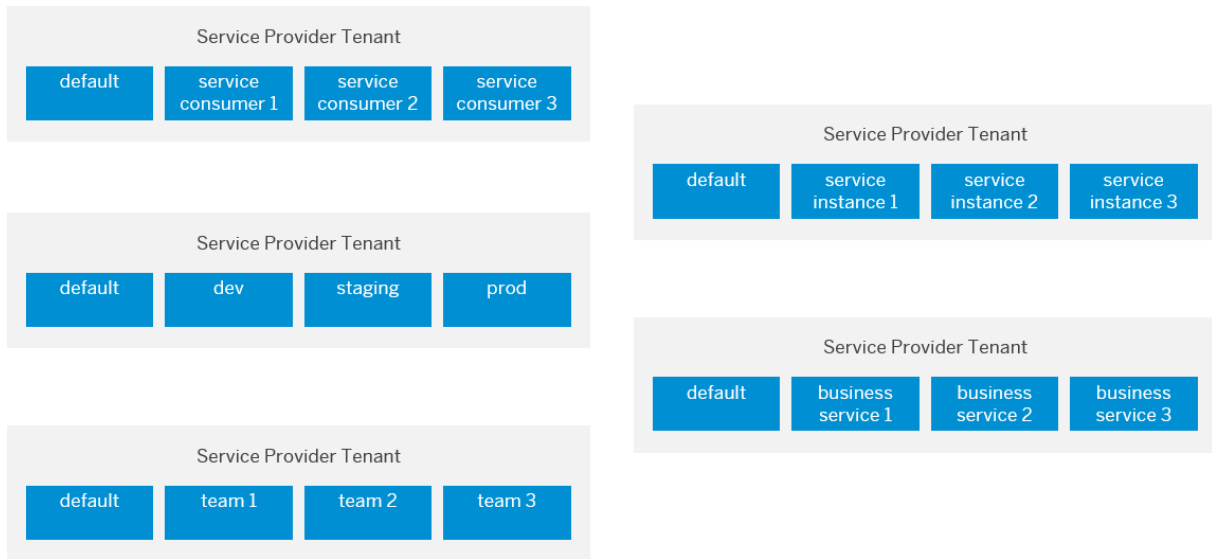 Service Provider Tenant
default
service
consumer 1
service
consumer 2
service
consumer 3
Service Provider Tenant
default
dev
staging
prod
Service Provider Tenant
default
team 1
team 2
team 3
Service Provider Tenant
default
service
instance 1
service
instance 2
service
instance 3
Service Provider Tenant
default
business
service 1
business
service 2
business
service 3